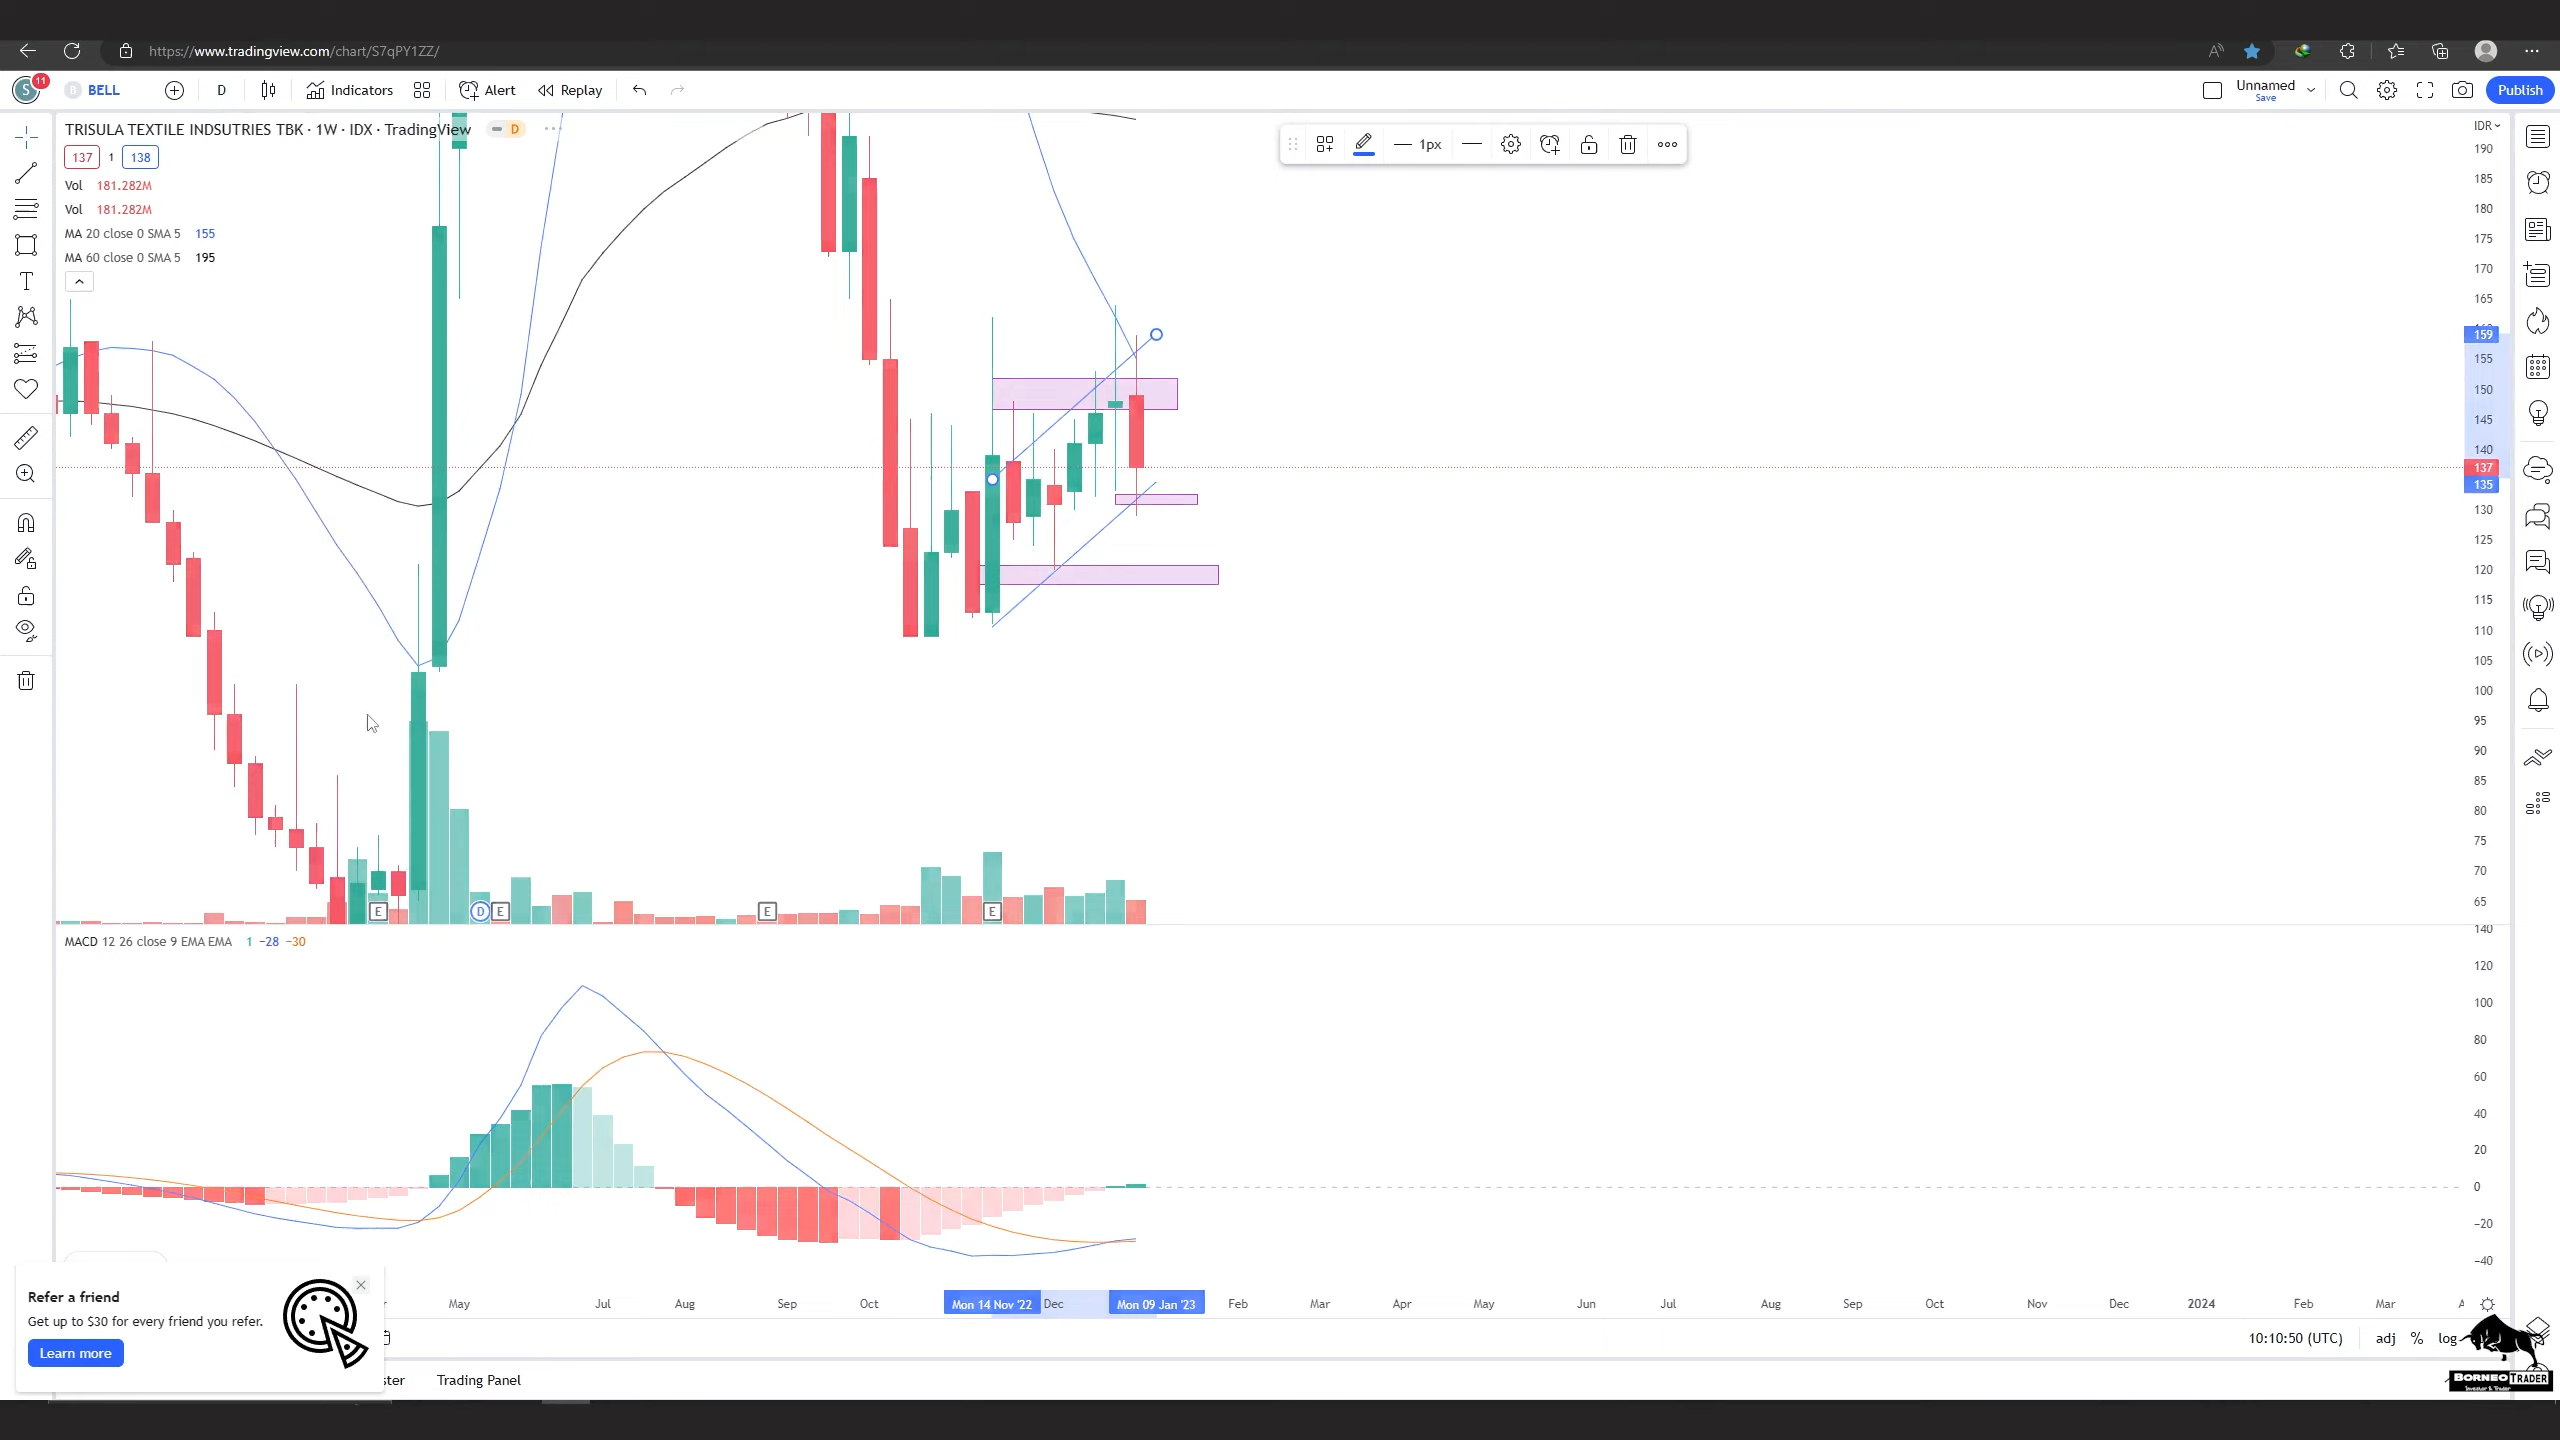 https://www.tradingview.com/chart/S7qPY1ZZ/
S 11 B BELL D Indicators Alert Replay Unnamed Save Publish
TRISULA TEXTILE INDSUTRIES TBK · 1W · IDX · TradingView D
137 1 138
Vol 181.282M
Vol 181.282M
MA 20 close 0 SMA 5 155
MA 60 close 0 SMA 5 195
1px
IDR
190
185
180
175
170
165
159
155
150
145
140
137
135
130
125
120
115
110
105
100
95
90
85
80
75
70
65
E D E E E
MACD 12 26 close 9 EMA EMA 1 −28 −30
140
120
100
80
60
40
20
0
−20
−40
May Jul Aug Sep Oct Mon 14 Nov '22 Dec Mon 09 Jan '23 Feb Mar Apr May Jun Jul Aug Sep Oct Nov Dec 2024 Feb Mar A
Refer a friend
Get up to $30 for every friend you refer.
Learn more
10:10:50 (UTC) adj % log
ster Trading Panel
BORNEO TRADER
Investor & Trader